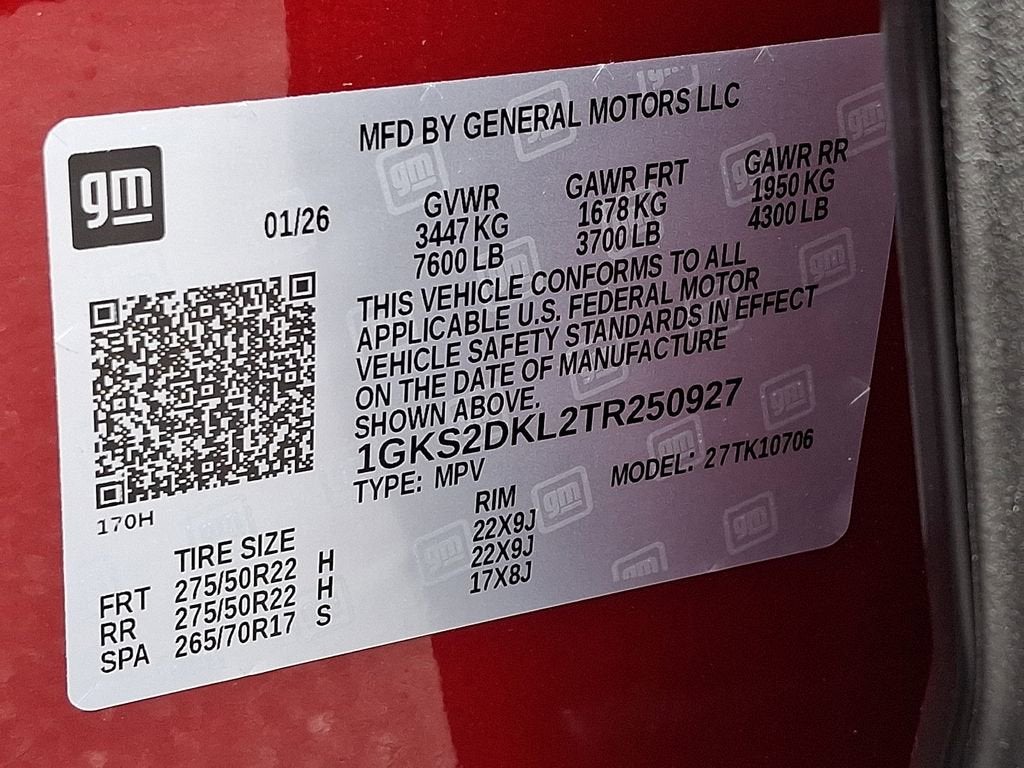 gm
MFD BY GENERAL MOTORS LLC
01/26
GVWR GAWR FRT GAWR RR
3447 KG 1678 KG 1950 KG
7600 LB 3700 LB 4300 LB
THIS VEHICLE CONFORMS TO ALL
APPLICABLE U.S. FEDERAL MOTOR
VEHICLE SAFETY STANDARDS IN EFFECT
ON THE DATE OF MANUFACTURE
SHOWN ABOVE.
1GKS2DKL2TR250927
TYPE: MPV MODEL: 27TK10706
170H
TIRE SIZE RIM
FRT 275/50R22 H 22X9J
RR 275/50R22 H 22X9J
SPA 265/70R17 S 17X8J